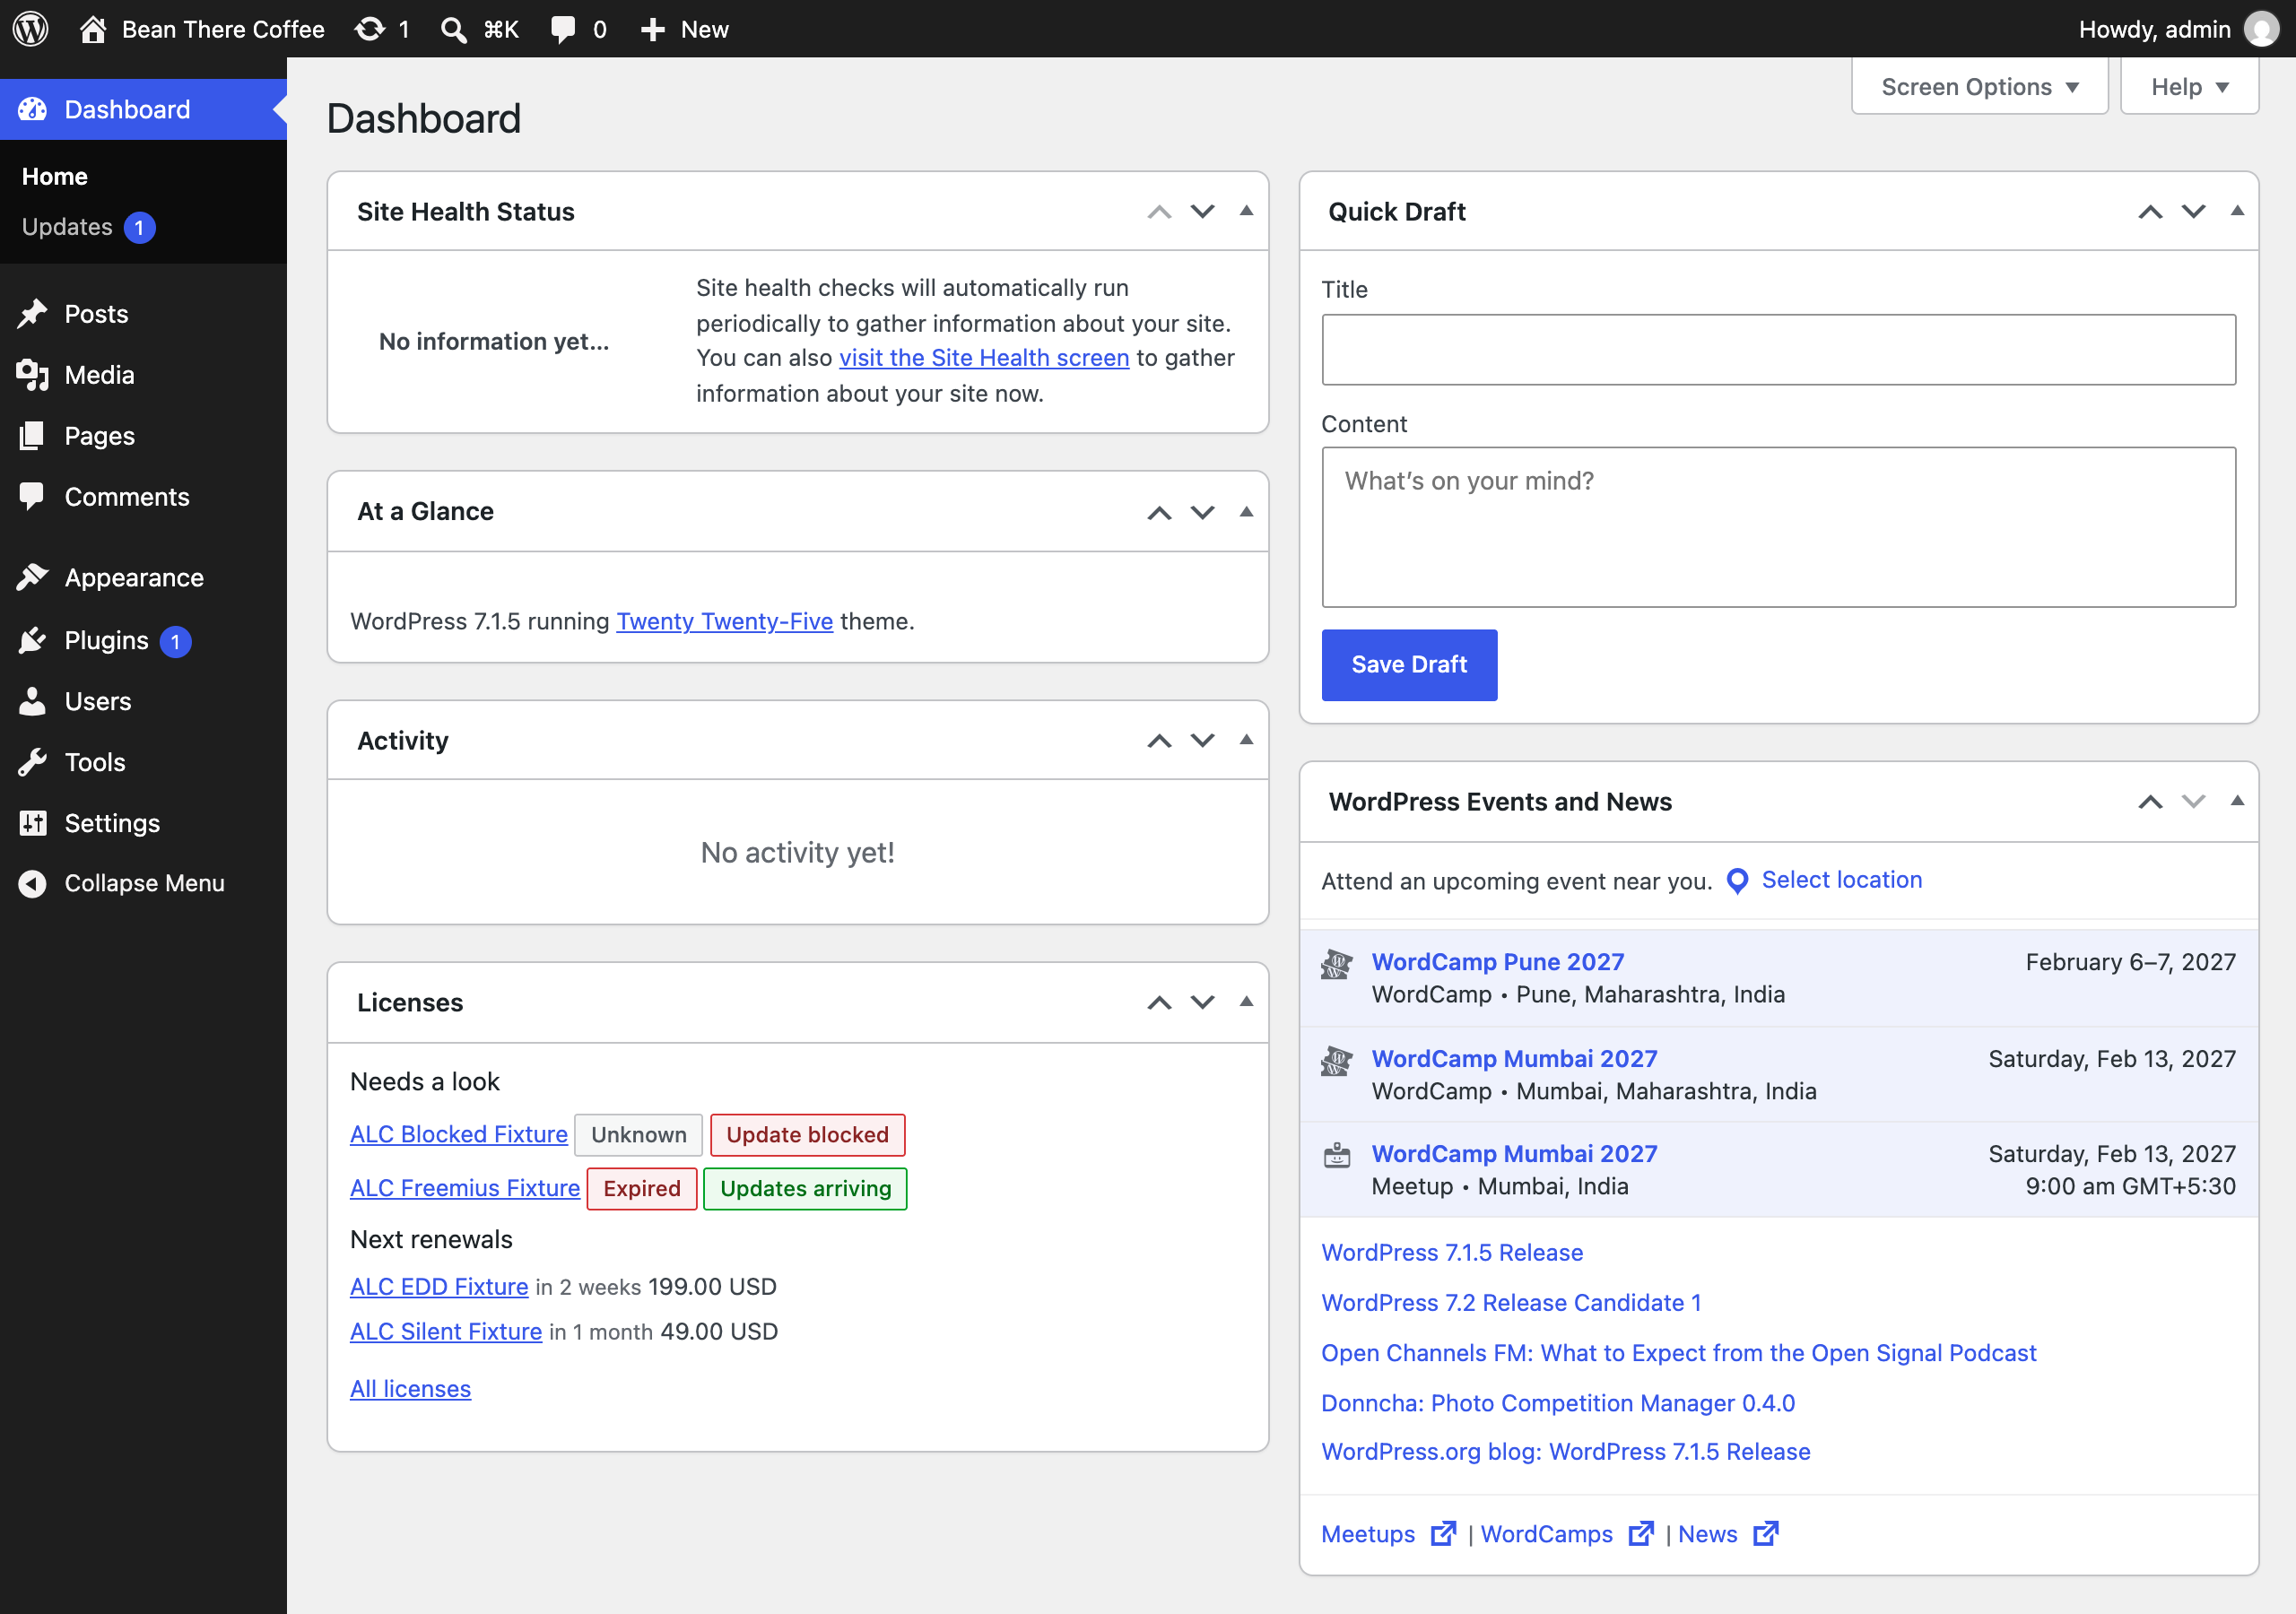 Bean There Coffee 1 ⌘K 0 New Howdy, admin
Dashboard
Home
Updates 1
Posts
Media
Pages
Comments
Appearance
Plugins 1
Users
Tools
Settings
Collapse Menu
Screen Options Help
Dashboard
Site Health Status
No information yet...
Site health checks will automatically run
periodically to gather information about your site.
You can also visit the Site Health screen to gather
information about your site now.
At a Glance
WordPress 7.1.5 running Twenty Twenty-Five theme.
Activity
No activity yet!
Licenses
Needs a look
ALC Blocked Fixture Unknown Update blocked
ALC Freemius Fixture Expired Updates arriving
Next renewals
ALC EDD Fixture in 2 weeks 199.00 USD
ALC Silent Fixture in 1 month 49.00 USD
All licenses
Quick Draft
Title
Content
What's on your mind?
Save Draft
WordPress Events and News
Attend an upcoming event near you. Select location
WordCamp Pune 2027 February 6–7, 2027
WordCamp • Pune, Maharashtra, India
WordCamp Mumbai 2027 Saturday, Feb 13, 2027
WordCamp • Mumbai, Maharashtra, India
WordCamp Mumbai 2027 Saturday, Feb 13, 2027
Meetup • Mumbai, India 9:00 am GMT+5:30
WordPress 7.1.5 Release
WordPress 7.2 Release Candidate 1
Open Channels FM: What to Expect from the Open Signal Podcast
Donncha: Photo Competition Manager 0.4.0
WordPress.org blog: WordPress 7.1.5 Release
Meetups | WordCamps | News